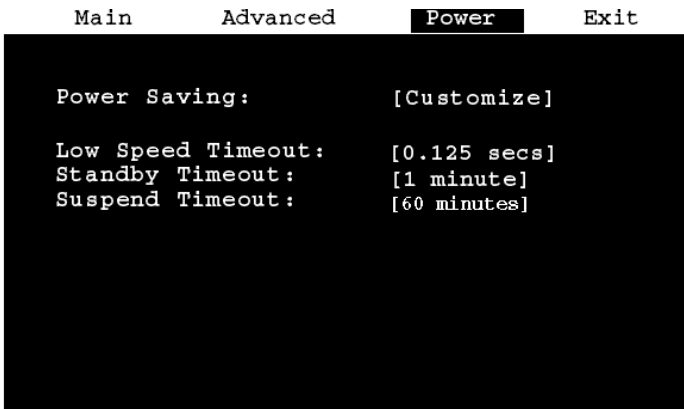 Main Advanced Power Exit
Power Saving: [Customize]
Low Speed Timeout: [0.125 secs]
Standby Timeout: [1 minute]
Suspend Timeout: [60 minutes]